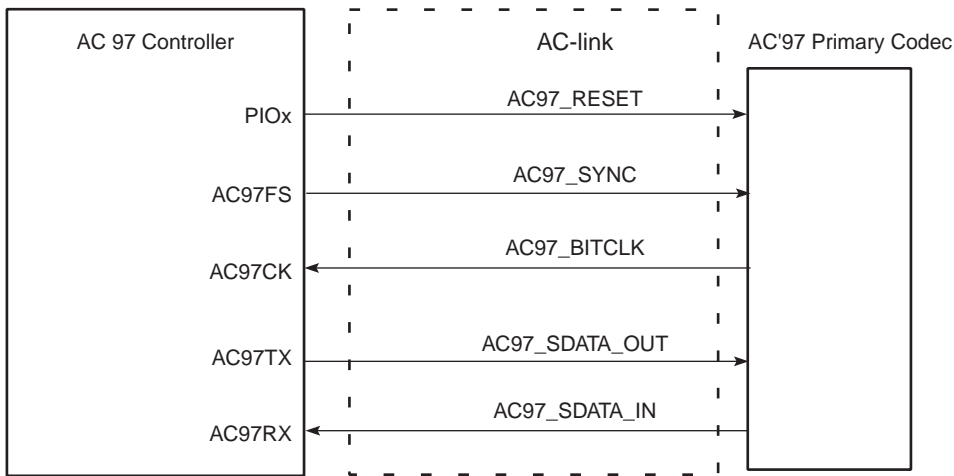 AC 97 Controller
AC-link
AC'97 Primary Codec
PIOx
AC97_RESET
AC97FS
AC97_SYNC
AC97CK
AC97_BITCLK
AC97TX
AC97_SDATA_OUT
AC97RX
AC97_SDATA_IN